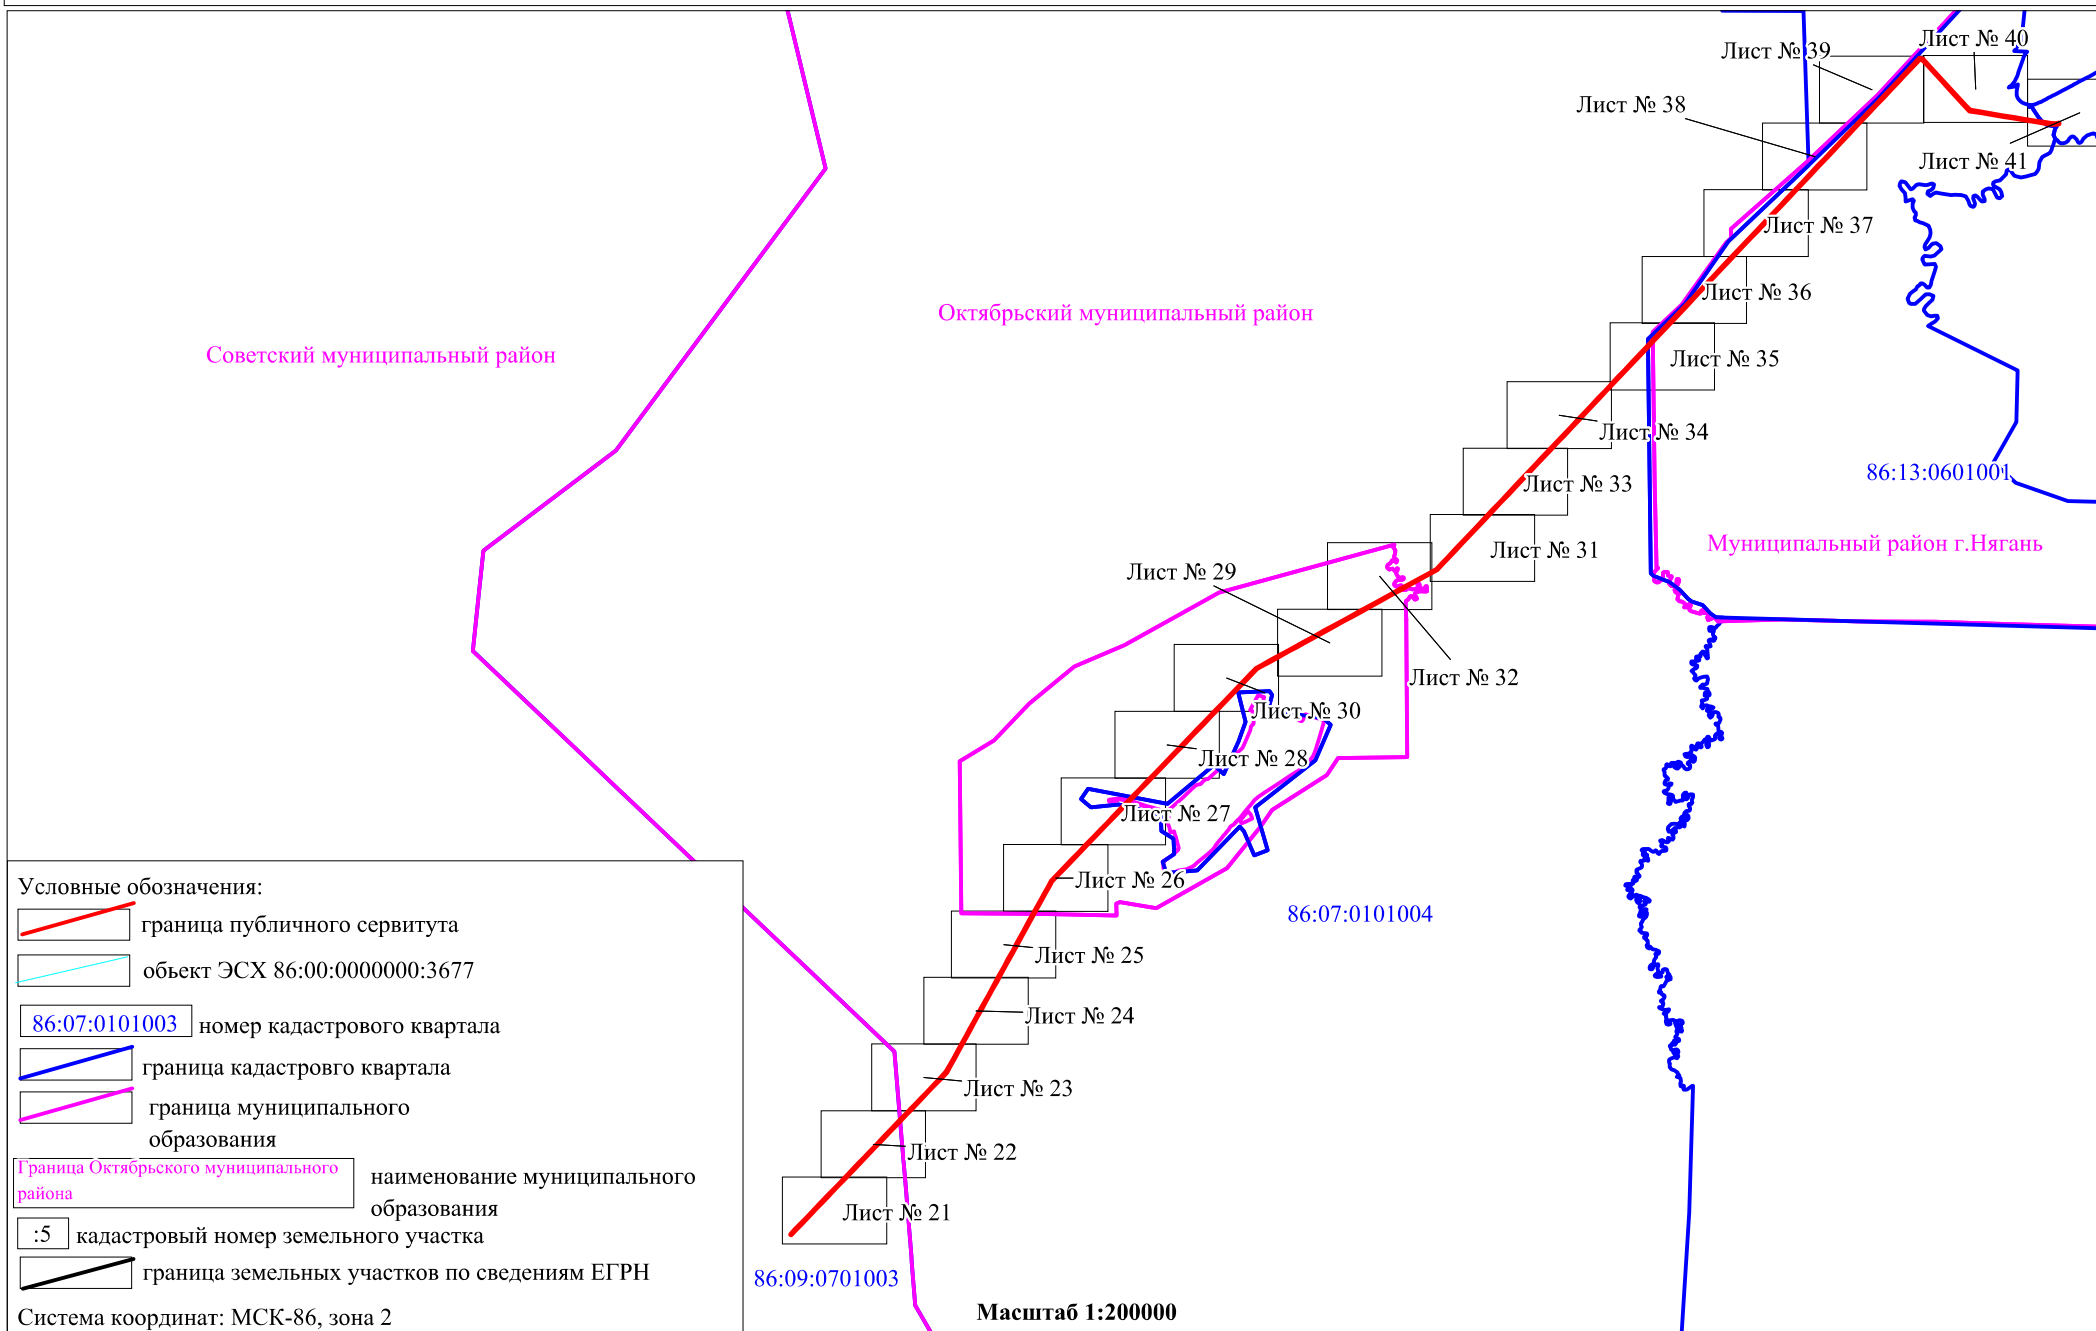 Лист № 40
Лист № 39
Лист № 38
Лист № 41
Лист № 37
Лист № 36
Октябрьский муниципальный район
Советский муниципальный район
Лист № 35
Лист № 34
86:13:0601001
Лист № 33
Муниципальный район г.Нягань
Лист № 31
Лист № 29
Лист № 32
Лист № 30
Лист № 28
Лист № 27
Лист № 26
86:07:0101004
Лист № 25
Лист № 24
Лист № 23
Лист № 22
Лист № 21
86:09:0701003
Масштаб 1:200000
Условные обозначения:
граница публичного сервитута
обьект ЭСХ 86:00:0000000:3677
86:07:0101003 номер кадастрового квартала
граница кадастровго квартала
граница муниципального
образования
Граница Октябрьского муниципального
района
наименование муниципального
образования
:5 кадастровый номер земельного участка
граница земельных участков по сведениям ЕГРН
Система координат: МСК-86, зона 2